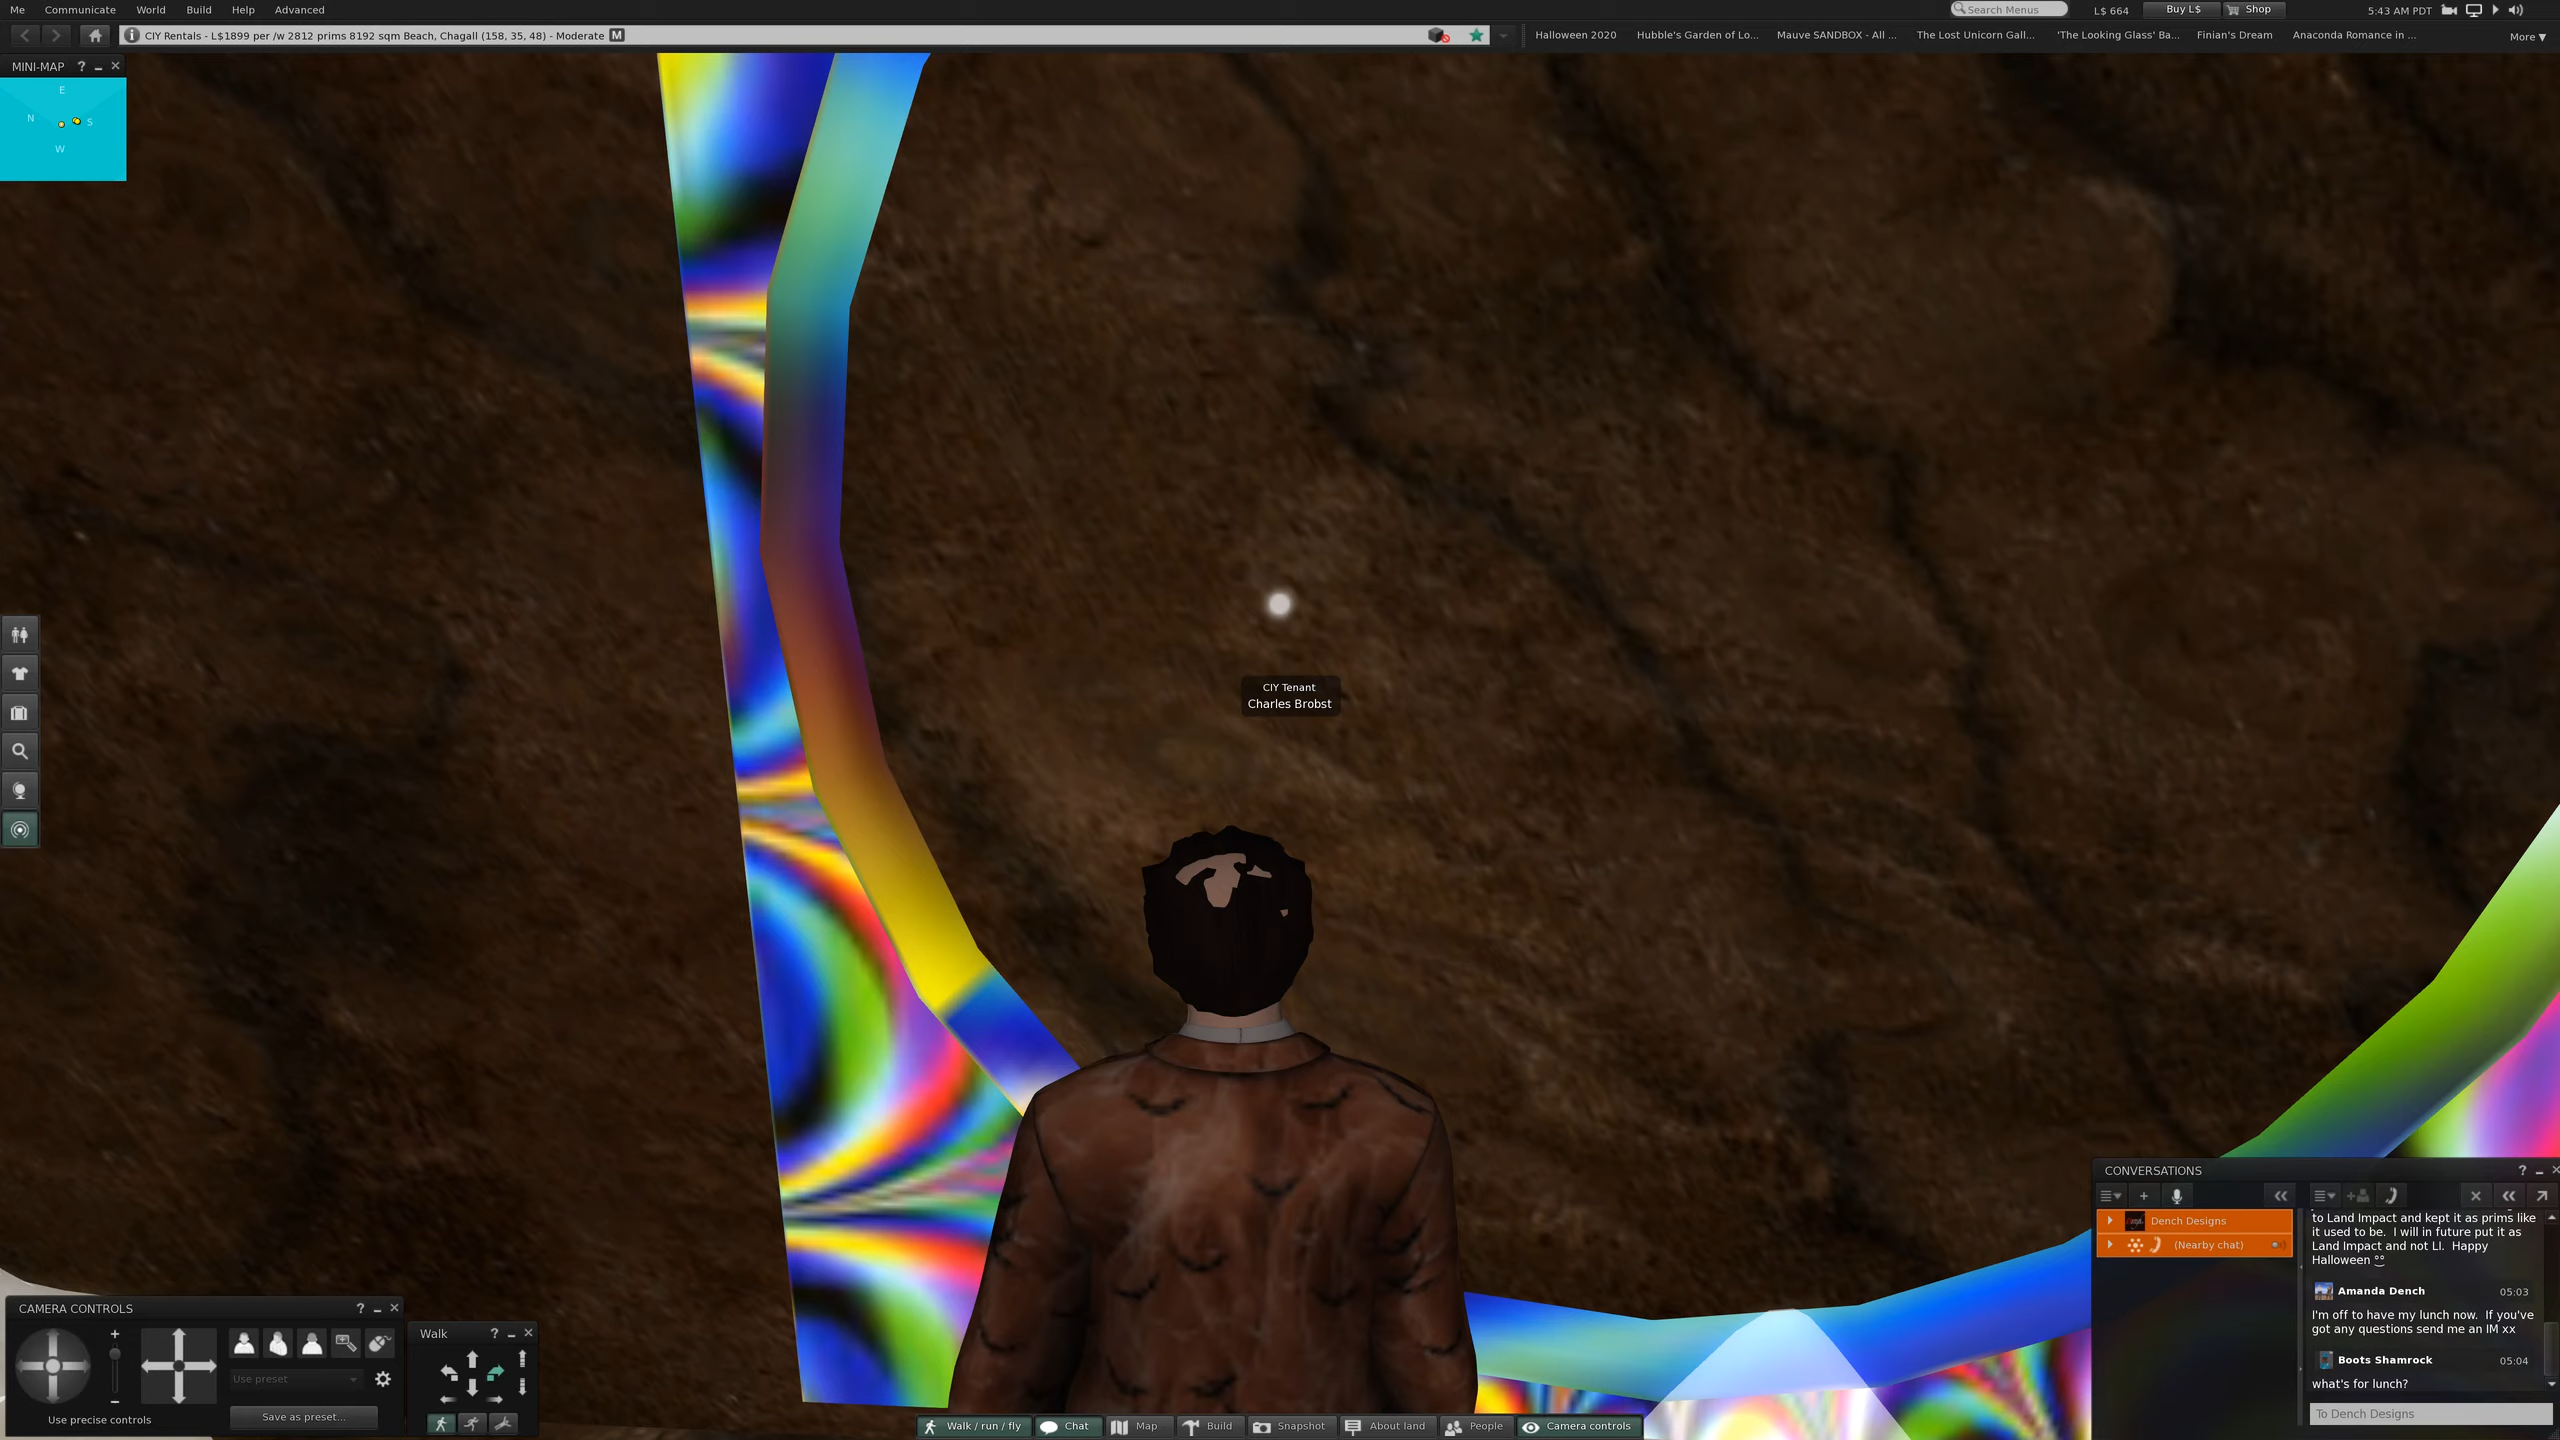 Me Communicate World Build Help Advanced
Search Menus
L$ 664
Buy L$
Shop
5:43 AM PDT
CIY Rentals - L$1899 per /w 2812 prims 8192 sqm Beach, Chagall (158, 35, 48) - Moderate M
Halloween 2020
Hubble's Garden of Lo...
Mauve SANDBOX - All ...
The Lost Unicorn Gall...
'The Looking Glass' Ba...
Finian's Dream
Anaconda Romance in ...
More ▼
MINI-MAP ?
E
N
S
W
CIY Tenant
Charles Brobst
CONVERSATIONS ?
Dench Designs
(Nearby chat)
to Land Impact and kept it as prims like
it used to be. I will in future put it as
Land Impact and not LI. Happy
Halloween
Amanda Dench 05:03
I'm off to have my lunch now. If you've
got any questions send me an IM xx
Boots Shamrock 05:04
what's for lunch?
To Dench Designs
CAMERA CONTROLS ?
+
-
Use preset
Use precise controls
Save as preset...
Walk ?
Walk / run / fly
Chat
Map
Build
Snapshot
About land
People
Camera controls